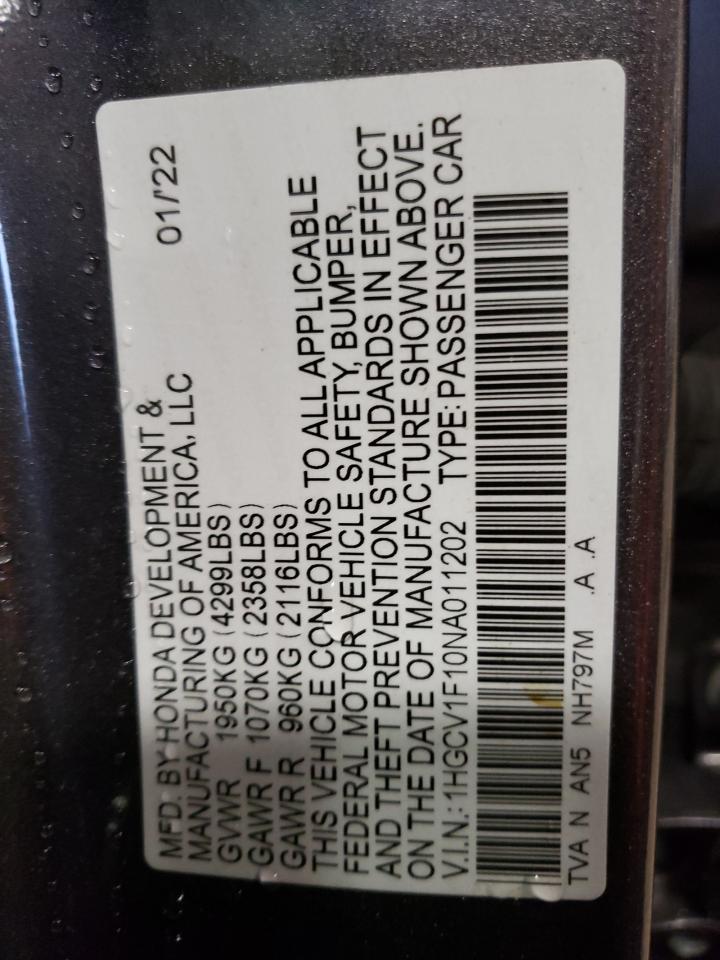 MFD. BY HONDA DEVELOPMENT &
MANUFACTURING OF AMERICA, LLC 01/'22
GVWR 1950KG (4299LBS)
GAWR F 1070KG (2358LBS)
GAWR R 960KG (2116LBS)
THIS VEHICLE CONFORMS TO ALL APPLICABLE
FEDERAL MOTOR VEHICLE SAFETY, BUMPER,
AND THEFT PREVENTION STANDARDS IN EFFECT
ON THE DATE OF MANUFACTURE SHOWN ABOVE.
V.I.N.: 1HGCV1F10NA011202 TYPE: PASSENGER CAR
TVA N AN5 NH797M .A .A